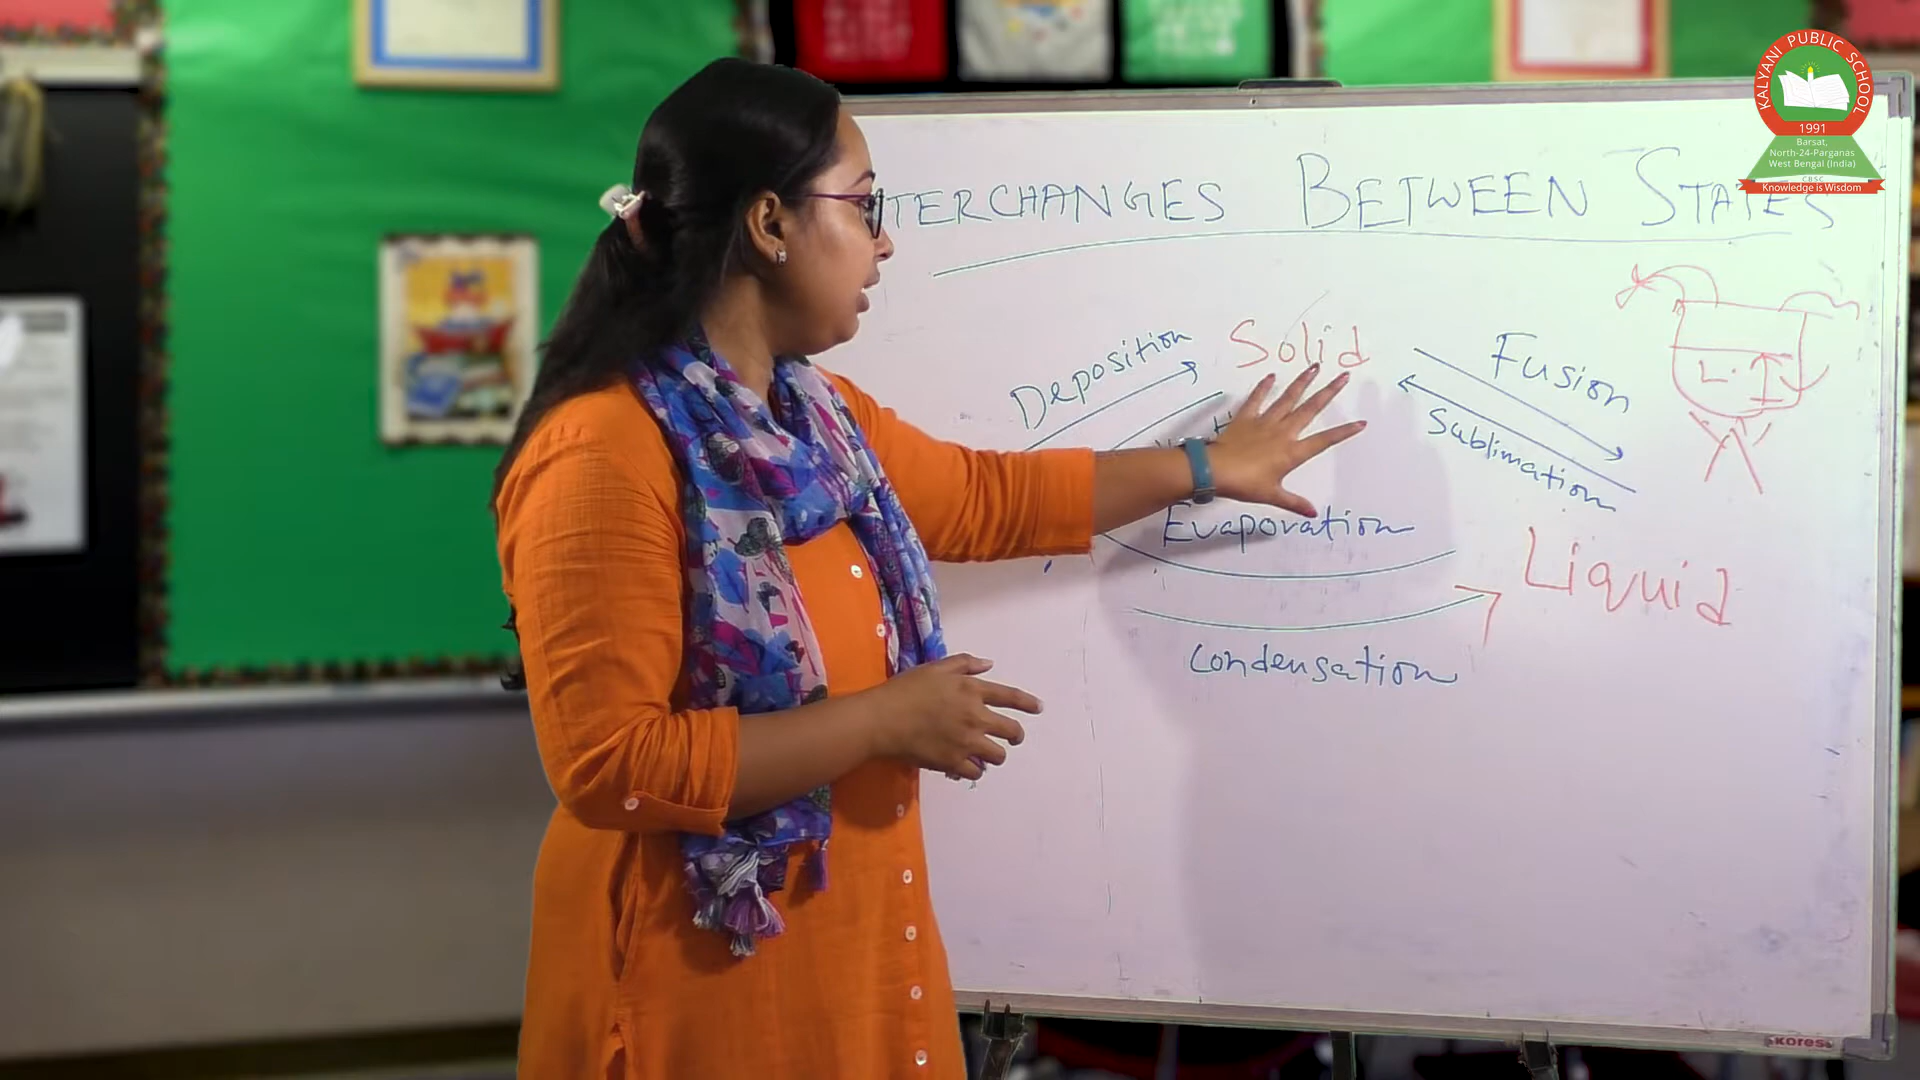 KALYANI PUBLIC SCHOOL
1991
Barsat,
North-24-Parganas
West Bengal (India)
CBSC
Knowledge is Wisdom
TERCHANGES BETWEEN STATES
Deposition
Solid
Fusion
Sublimation
L
Evaporation
Liquid
Condensation
kores